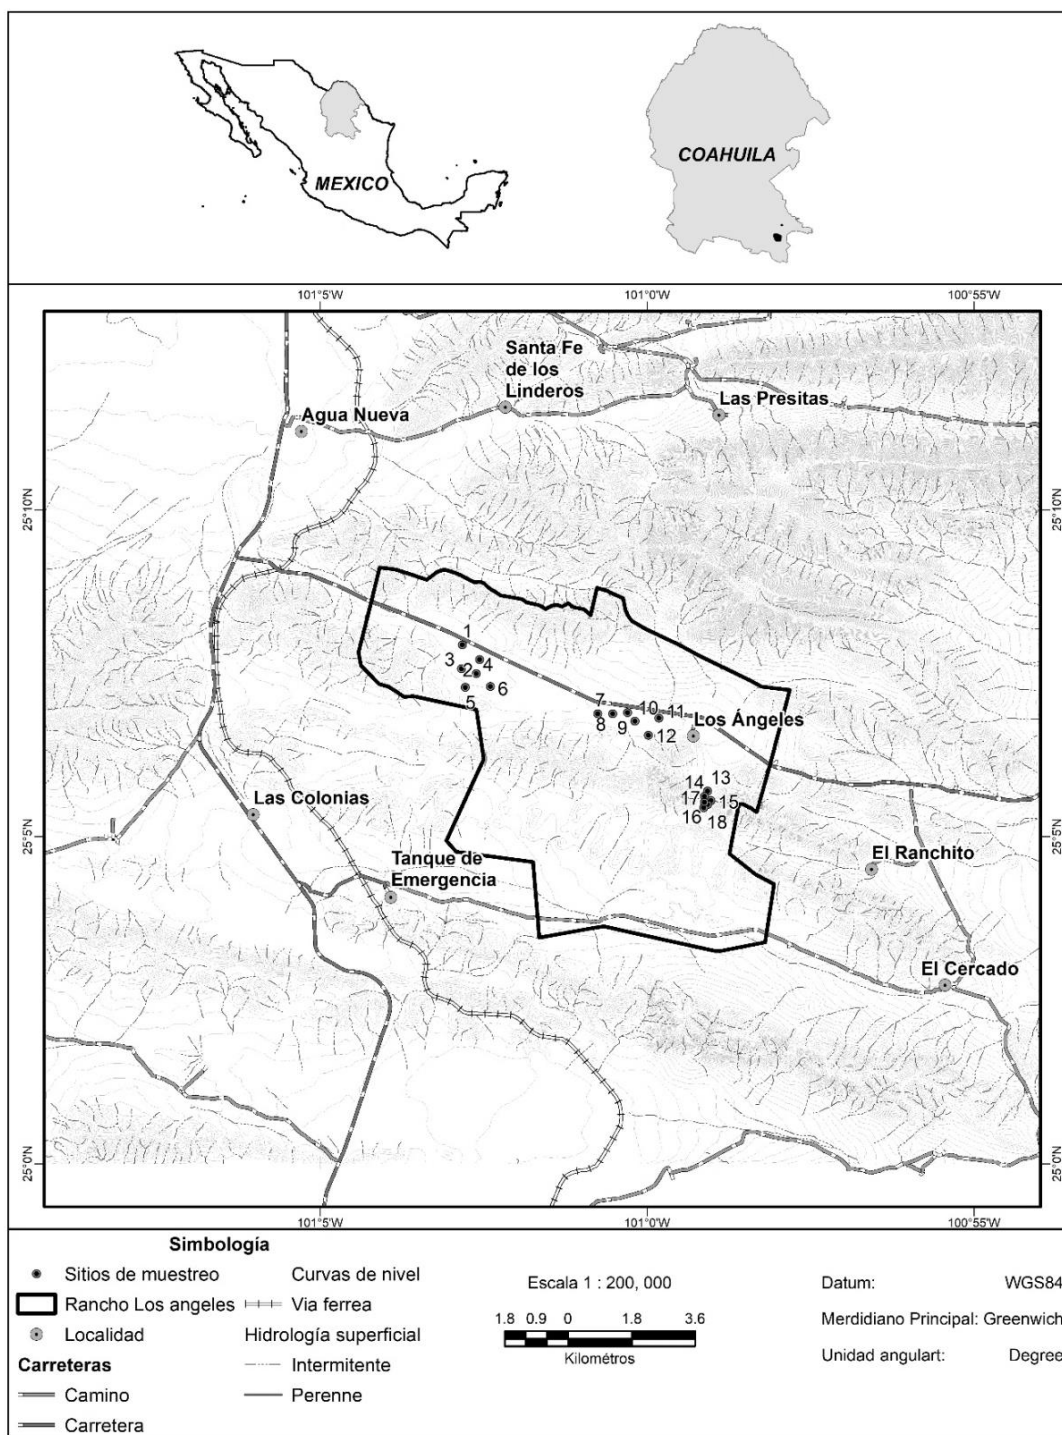 MEXICO
COAHUILA
101°5'W
101°0'W
100°55'W
Santa Fe
de los
Linderos
Las Presitas
Agua Nueva
25°10'N
25°10'N
1
3
2
4
5
6
7
8
9
10
11
12
Los Ángeles
13
14
17
15
16
18
Las Colonias
25°5'N
25°5'N
Tanque de
Emergencia
El Ranchito
El Cercado
25°0'N
25°0'N
101°5'W
101°0'W
100°55'W
Simbología
Sitios de muestreo
Rancho Los angeles
Localidad
Carreteras
Camino
Carretera
Curvas de nivel
Via ferrea
Hidrología superficial
Intermitente
Perenne
Escala 1 : 200, 000
1.8 0.9 0 1.8 3.6
Kilométros
Datum: WGS84
Merdidiano Principal: Greenwich
Unidad angulart: Degree